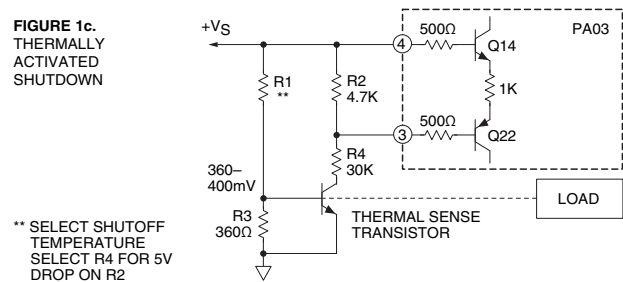 FIGURE 1c.
THERMALLY
ACTIVATED
SHUTDOWN
+VS
4
500Ω
Q14
PA03
R1
**
R2
4.7K
1K
3
500Ω
Q22
R4
30K
360–
400mV
R3
360Ω
THERMAL SENSE
TRANSISTOR
LOAD
** SELECT SHUTOFF
TEMPERATURE
SELECT R4 FOR 5V
DROP ON R2